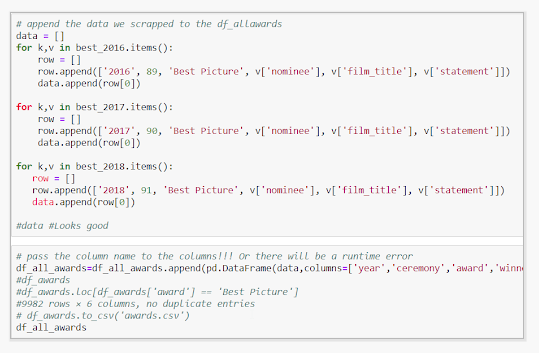 # append the data we scrapped to the df_allawards
data = []
for k,v in best_2016.items():
    row = []
    row.append(['2016', 89, 'Best Picture', v['nominee'], v['film_title'], v['statement']])
    data.append(row[0])
for k,v in best_2017.items():
    row = []
    row.append(['2017', 90, 'Best Picture', v['nominee'], v['film_title'], v['statement']])
    data.append(row[0])
for k,v in best_2018.items():
   row = []
   row.append(['2018', 91, 'Best Picture', v['nominee'], v['film_title'], v['statement']])
   data.append(row[0])
#data #Looks good
# pass the column name to the columns!!! Or there will be a runtime error
df_all_awards=df_all_awards.append(pd.DataFrame(data,columns=['year','ceremony','award','winne
#df_awards
#df_awards.loc[df_awards['award'] == 'Best Picture']
#9982 rows × 6 columns, no duplicate entries
# df_awards.to_csv('awards.csv')
df_all_awards